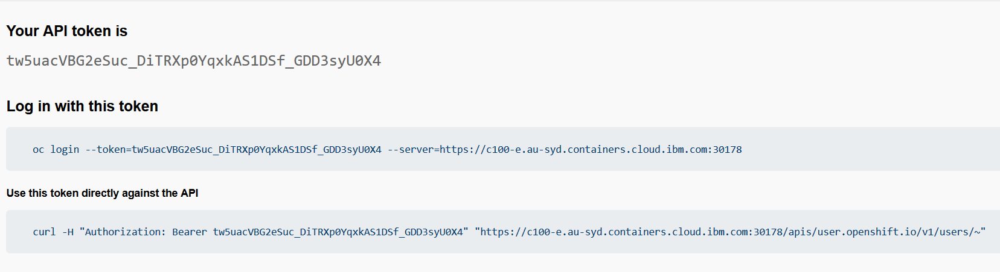 Your API token is
tw5uacVBG2eSuc_DiTRXp0YqxkAS1DSf_GDD3syU0X4
Log in with this token
oc login --token=tw5uacVBG2eSuc_DiTRXp0YqxkAS1DSf_GDD3syU0X4 --server=https://c100-e.au-syd.containers.cloud.ibm.com:30178
Use this token directly against the API
curl -H "Authorization: Bearer tw5uacVBG2eSuc_DiTRXp0YqxkAS1DSf_GDD3syU0X4" "https://c100-e.au-syd.containers.cloud.ibm.com:30178/apis/user.openshift.io/v1/users/~"